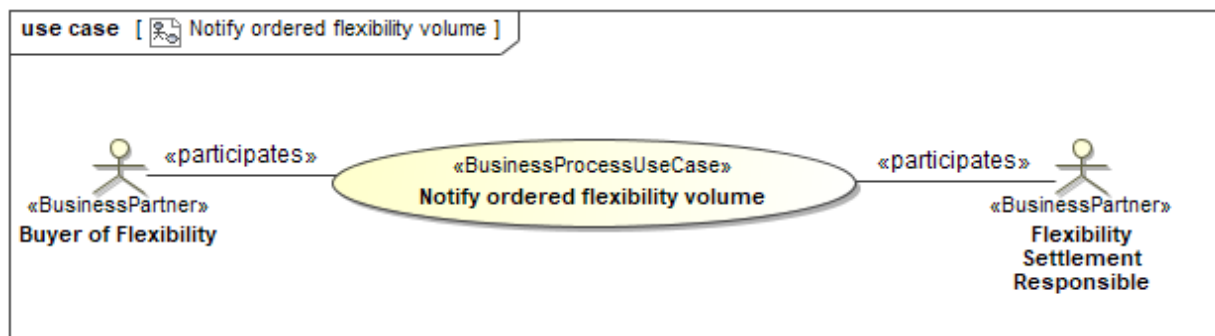 use case [ Notify ordered flexibility volume ]
«participates»
«participates»
«BusinessProcessUseCase»
Notify ordered flexibility volume
«BusinessPartner»
Buyer of Flexibility
«BusinessPartner»
Flexibility
Settlement
Responsible